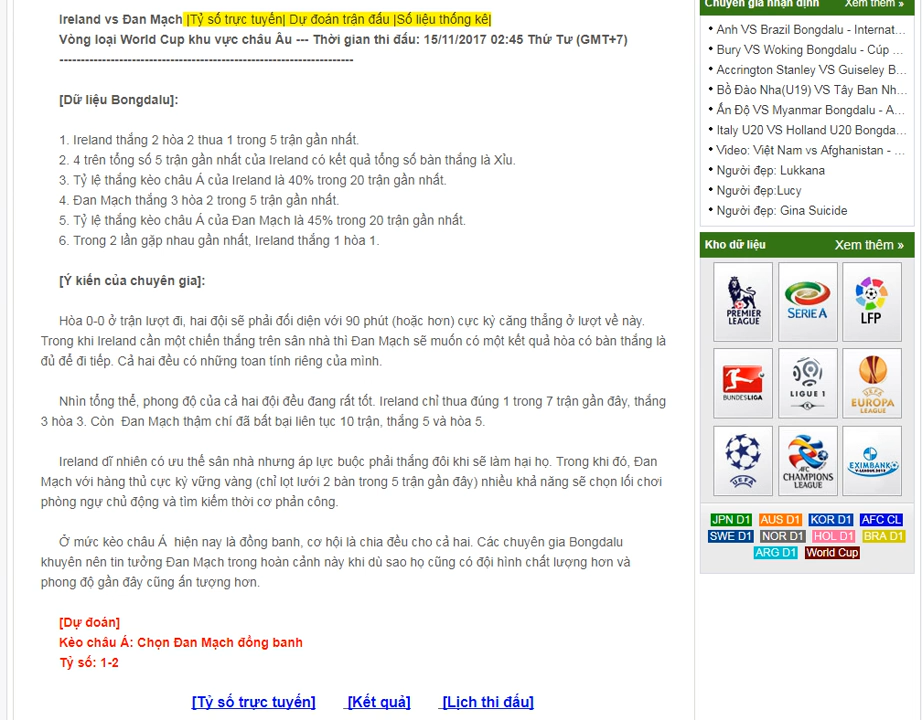 Ireland vs Đan Mạch |Tỷ số trực tuyến| Dự đoán trận đấu |Số liệu thống kê|
Vòng loại World Cup khu vực châu Âu --- Thời gian thi đấu: 15/11/2017 02:45 Thứ Tư (GMT+7)
-----------------------------------------------------------------
[Dữ liệu Bongdalu]:
1. Ireland thắng 2 hòa 2 thua 1 trong 5 trận gần nhất.
2. 4 trên tổng số 5 trận gần nhất của Ireland có kết quả tổng số bàn thắng là Xỉu.
3. Tỷ lệ thắng kèo châu Á của Ireland là 40% trong 20 trận gần nhất.
4. Đan Mạch thắng 3 hòa 2 trong 5 trận gần nhất.
5. Tỷ lệ thắng kèo châu Á của Đan Mạch là 45% trong 20 trận gần nhất.
6. Trong 2 lần gặp nhau gần nhất, Ireland thắng 1 hòa 1.
[Ý kiến của chuyên gia]:
Hòa 0-0 ở trận lượt đi, hai đội sẽ phải đối diện với 90 phút (hoặc hơn) cực kỳ căng thẳng ở lượt về này.
Trong khi Ireland cần một chiến thắng trên sân nhà thì Đan Mạch sẽ muốn có một kết quả hòa có bàn thắng là
đủ để đi tiếp. Cả hai đều có những toan tính riêng của mình.
Nhìn tổng thể, phong độ của cả hai đội đều đang rất tốt. Ireland chỉ thua đúng 1 trong 7 trận gần đây, thắng
3 hòa 3. Còn Đan Mạch thậm chí đã bất bại liên tục 10 trận, thắng 5 và hòa 5.
Ireland dĩ nhiên có ưu thế sân nhà nhưng áp lực buộc phải thắng đôi khi sẽ làm hại họ. Trong khi đó, Đan
Mạch với hàng thủ cực kỳ vững vàng (chỉ lọt lưới 2 bàn trong 5 trận gần đây) nhiều khả năng sẽ chọn lối chơi
phòng ngự chủ động và tìm kiếm thời cơ phản công.
Ở mức kèo châu Á hiện nay là đồng banh, cơ hội là chia đều cho cả hai. Các chuyên gia Bongdalu
khuyên nên tin tưởng Đan Mạch trong hoàn cảnh này khi dù sao họ cũng có đội hình chất lượng hơn và
phong độ gần đây cũng ấn tượng hơn.
[Dự đoán]
Kèo châu Á: Chọn Đan Mạch đồng banh
Tỷ số: 1-2
[Tỷ số trực tuyến] [Kết quả] [Lịch thi đấu]
Chuyên gia nhận định Xem thêm »
• Anh VS Brazil Bongdalu - Internat...
• Bury VS Woking Bongdalu - Cúp ...
• Accrington Stanley VS Guiseley B...
• Bồ Đào Nha(U19) VS Tây Ban Nh...
• Ấn Độ VS Myanmar Bongdalu - A...
• Italy U20 VS Holland U20 Bongda...
• Video: Việt Nam vs Afghanistan - ...
• Người đẹp: Lukkana
• Người đẹp:Lucy
• Người đẹp: Gina Suicide
Kho dữ liệu Xem thêm »
PREMIER LEAGUE
SERIE A
LFP
BUNDESLIGA
LIGUE 1
UEFA EUROPA LEAGUE
UEFA
AFC CHAMPIONS LEAGUE
EXIMBANK
JPN D1 AUS D1 KOR D1 AFC CL
SWE D1 NOR D1 HOL D1 BRA D1
ARG D1 World Cup